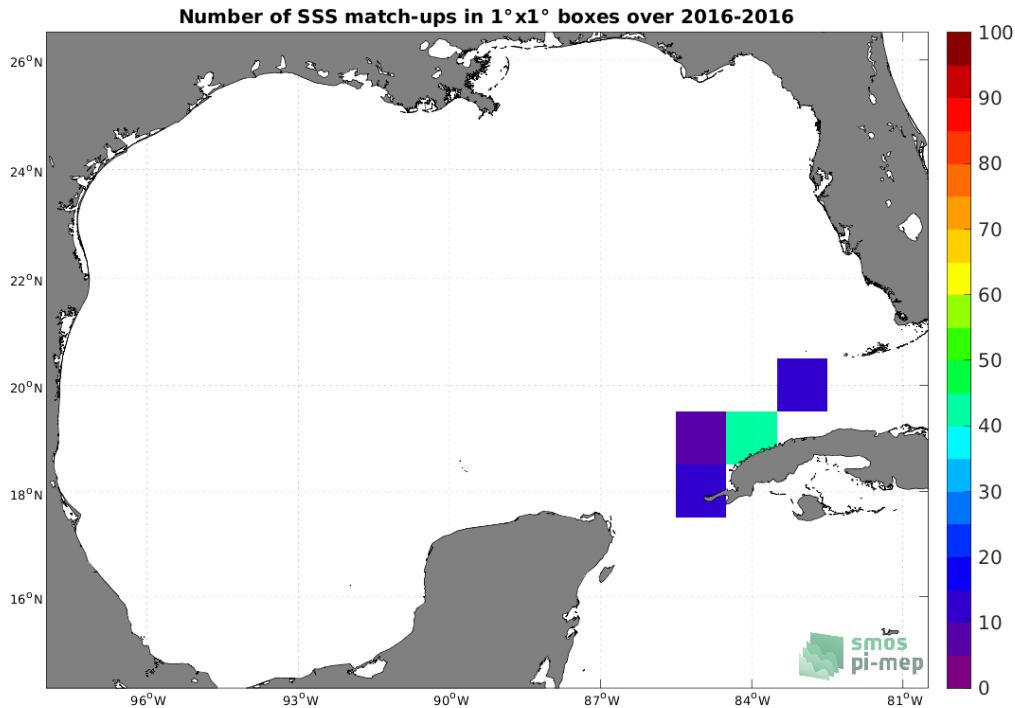 Number of SSS match-ups in 1°x1° boxes over 2016-2016
26°N
24°N
22°N
20°N
18°N
16°N
96°W
93°W
90°W
87°W
84°W
81°W
100
90
80
70
60
50
40
30
20
10
0
smos
pi-mep